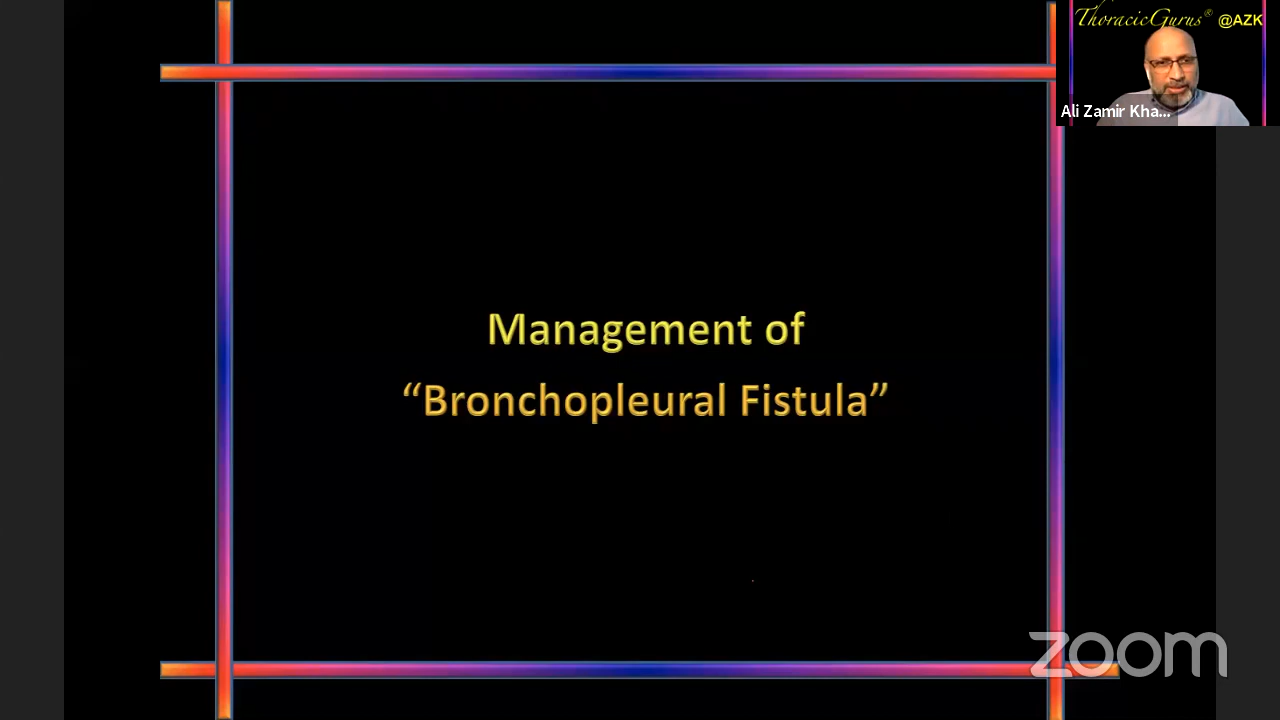 ThoracicGurus® @AZK
Ali Zamir Kha...
Management of
“Bronchopleural Fistula”
zoom